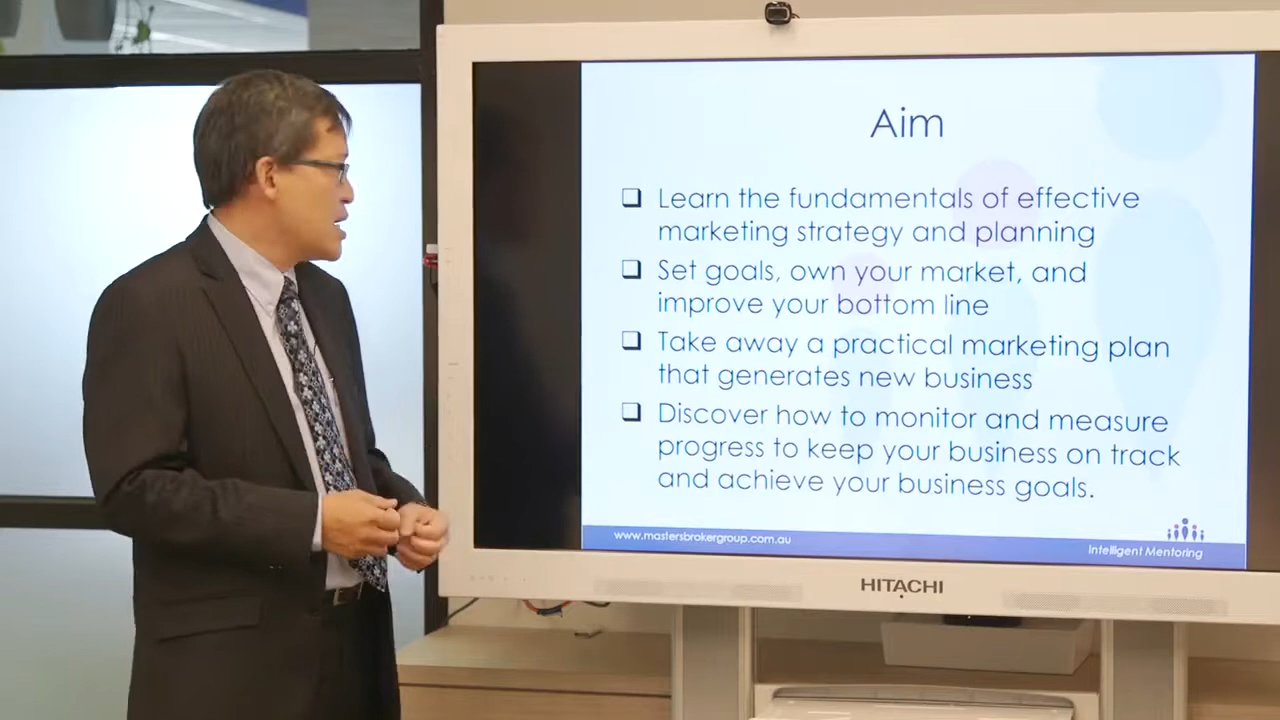 Aim
❑ Learn the fundamentals of effective
marketing strategy and planning
❑ Set goals, own your market, and
improve your bottom line
❑ Take away a practical marketing plan
that generates new business
❑ Discover how to monitor and measure
progress to keep your business on track
and achieve your business goals.
www.mastersbrokergroup.com.au
Intelligent Mentoring
HITACHI